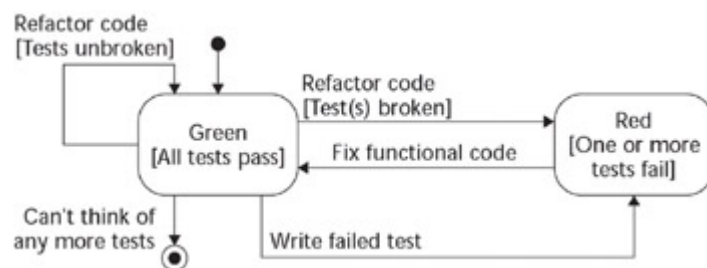 Refactor code
[Tests unbroken]
Refactor code
[Test(s) broken]
Green
[All tests pass]
Red
[One or more
tests fail]
Fix functional code
Can't think of
any more tests
Write failed test